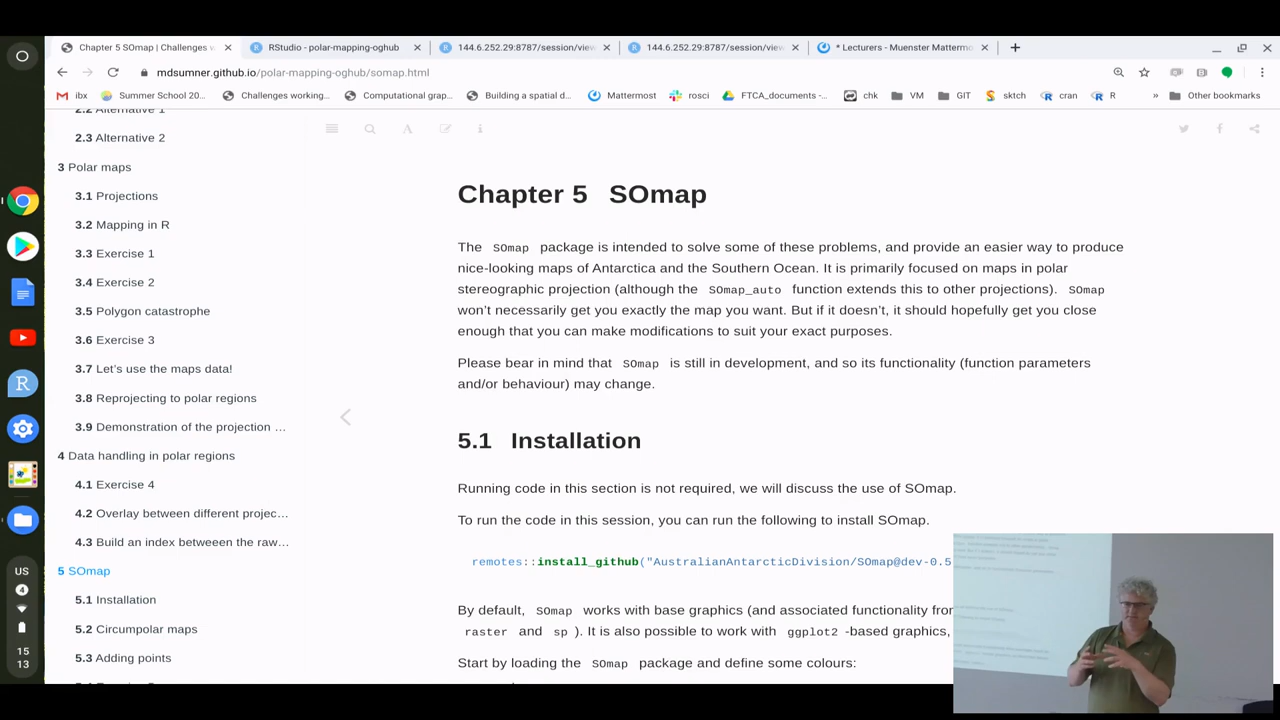 Chapter 5 SOmap | Challenges w
RStudio - polar-mapping-oghub
144.6.252.29:8787/session/view
144.6.252.29:8787/session/view
* Lecturers - Muenster Mattermo
mdsumner.github.io/polar-mapping-oghub/somap.html
ibx
Summer School 20...
Challenges working...
Computational grap...
Building a spatial d...
Mattermost
rosci
FTCA_documents -...
chk
VM
GIT
sktch
cran
R
»
Other bookmarks
2.2 Alternative 1
2.3 Alternative 2
3 Polar maps
3.1 Projections
3.2 Mapping in R
3.3 Exercise 1
3.4 Exercise 2
3.5 Polygon catastrophe
3.6 Exercise 3
3.7 Let's use the maps data!
3.8 Reprojecting to polar regions
3.9 Demonstration of the projection ...
4 Data handling in polar regions
4.1 Exercise 4
4.2 Overlay between different projec...
4.3 Build an index betweeen the raw...
5 SOmap
5.1 Installation
5.2 Circumpolar maps
5.3 Adding points
Chapter 5 SOmap
The SOmap package is intended to solve some of these problems, and provide an easier way to produce
nice-looking maps of Antarctica and the Southern Ocean. It is primarily focused on maps in polar
stereographic projection (although the SOmap_auto function extends this to other projections). SOmap
won't necessarily get you exactly the map you want. But if it doesn't, it should hopefully get you close
enough that you can make modifications to suit your exact purposes.
Please bear in mind that SOmap is still in development, and so its functionality (function parameters
and/or behaviour) may change.
5.1 Installation
Running code in this section is not required, we will discuss the use of SOmap.
To run the code in this session, you can run the following to install SOmap.
remotes::install_github("AustralianAntarcticDivision/SOmap@dev-0.5
By default, SOmap works with base graphics (and associated functionality from
raster and sp ). It is also possible to work with ggplot2 -based graphics,
Start by loading the SOmap package and define some colours:
US
4
15
13